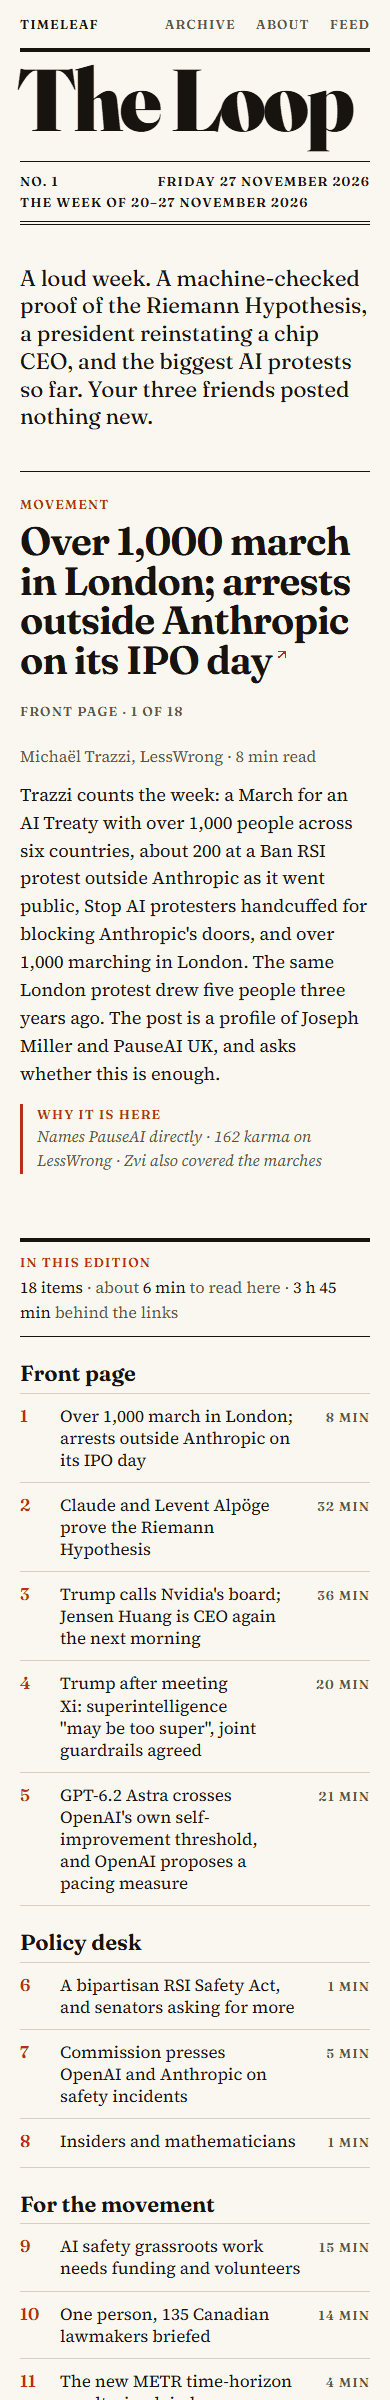 TIMELEAF ARCHIVE ABOUT FEED
The Loop
NO. 1 FRIDAY 27 NOVEMBER 2026
THE WEEK OF 20–27 NOVEMBER 2026
A loud week. A machine-checked
proof of the Riemann Hypothesis,
a president reinstating a chip
CEO, and the biggest AI protests
so far. Your three friends posted
nothing new.
MOVEMENT
Over 1,000 march
in London; arrests
outside Anthropic
on its IPO day↗
FRONT PAGE · 1 OF 18
Michaël Trazzi, LessWrong · 8 min read
Trazzi counts the week: a March for an
AI Treaty with over 1,000 people across
six countries, about 200 at a Ban RSI
protest outside Anthropic as it went
public, Stop AI protesters handcuffed for
blocking Anthropic's doors, and over
1,000 marching in London. The same
London protest drew five people three
years ago. The post is a profile of Joseph
Miller and PauseAI UK, and asks
whether this is enough.
WHY IT IS HERE
Names PauseAI directly · 162 karma on
LessWrong · Zvi also covered the marches
IN THIS EDITION
18 items · about 6 min to read here · 3 h 45
min behind the links
Front page
1 Over 1,000 march in London; 8 MIN
arrests outside Anthropic on
its IPO day
2 Claude and Levent Alpöge 32 MIN
prove the Riemann
Hypothesis
3 Trump calls Nvidia's board; 36 MIN
Jensen Huang is CEO again
the next morning
4 Trump after meeting 20 MIN
Xi: superintelligence
"may be too super", joint
guardrails agreed
5 GPT-6.2 Astra crosses 21 MIN
OpenAI's own self-
improvement threshold,
and OpenAI proposes a
pacing measure
Policy desk
6 A bipartisan RSI Safety Act, 1 MIN
and senators asking for more
7 Commission presses 5 MIN
OpenAI and Anthropic on
safety incidents
8 Insiders and mathematicians 1 MIN
For the movement
9 AI safety grassroots work 15 MIN
needs funding and volunteers
10 One person, 135 Canadian 14 MIN
lawmakers briefed
11 The new METR time-horizon 4 MIN